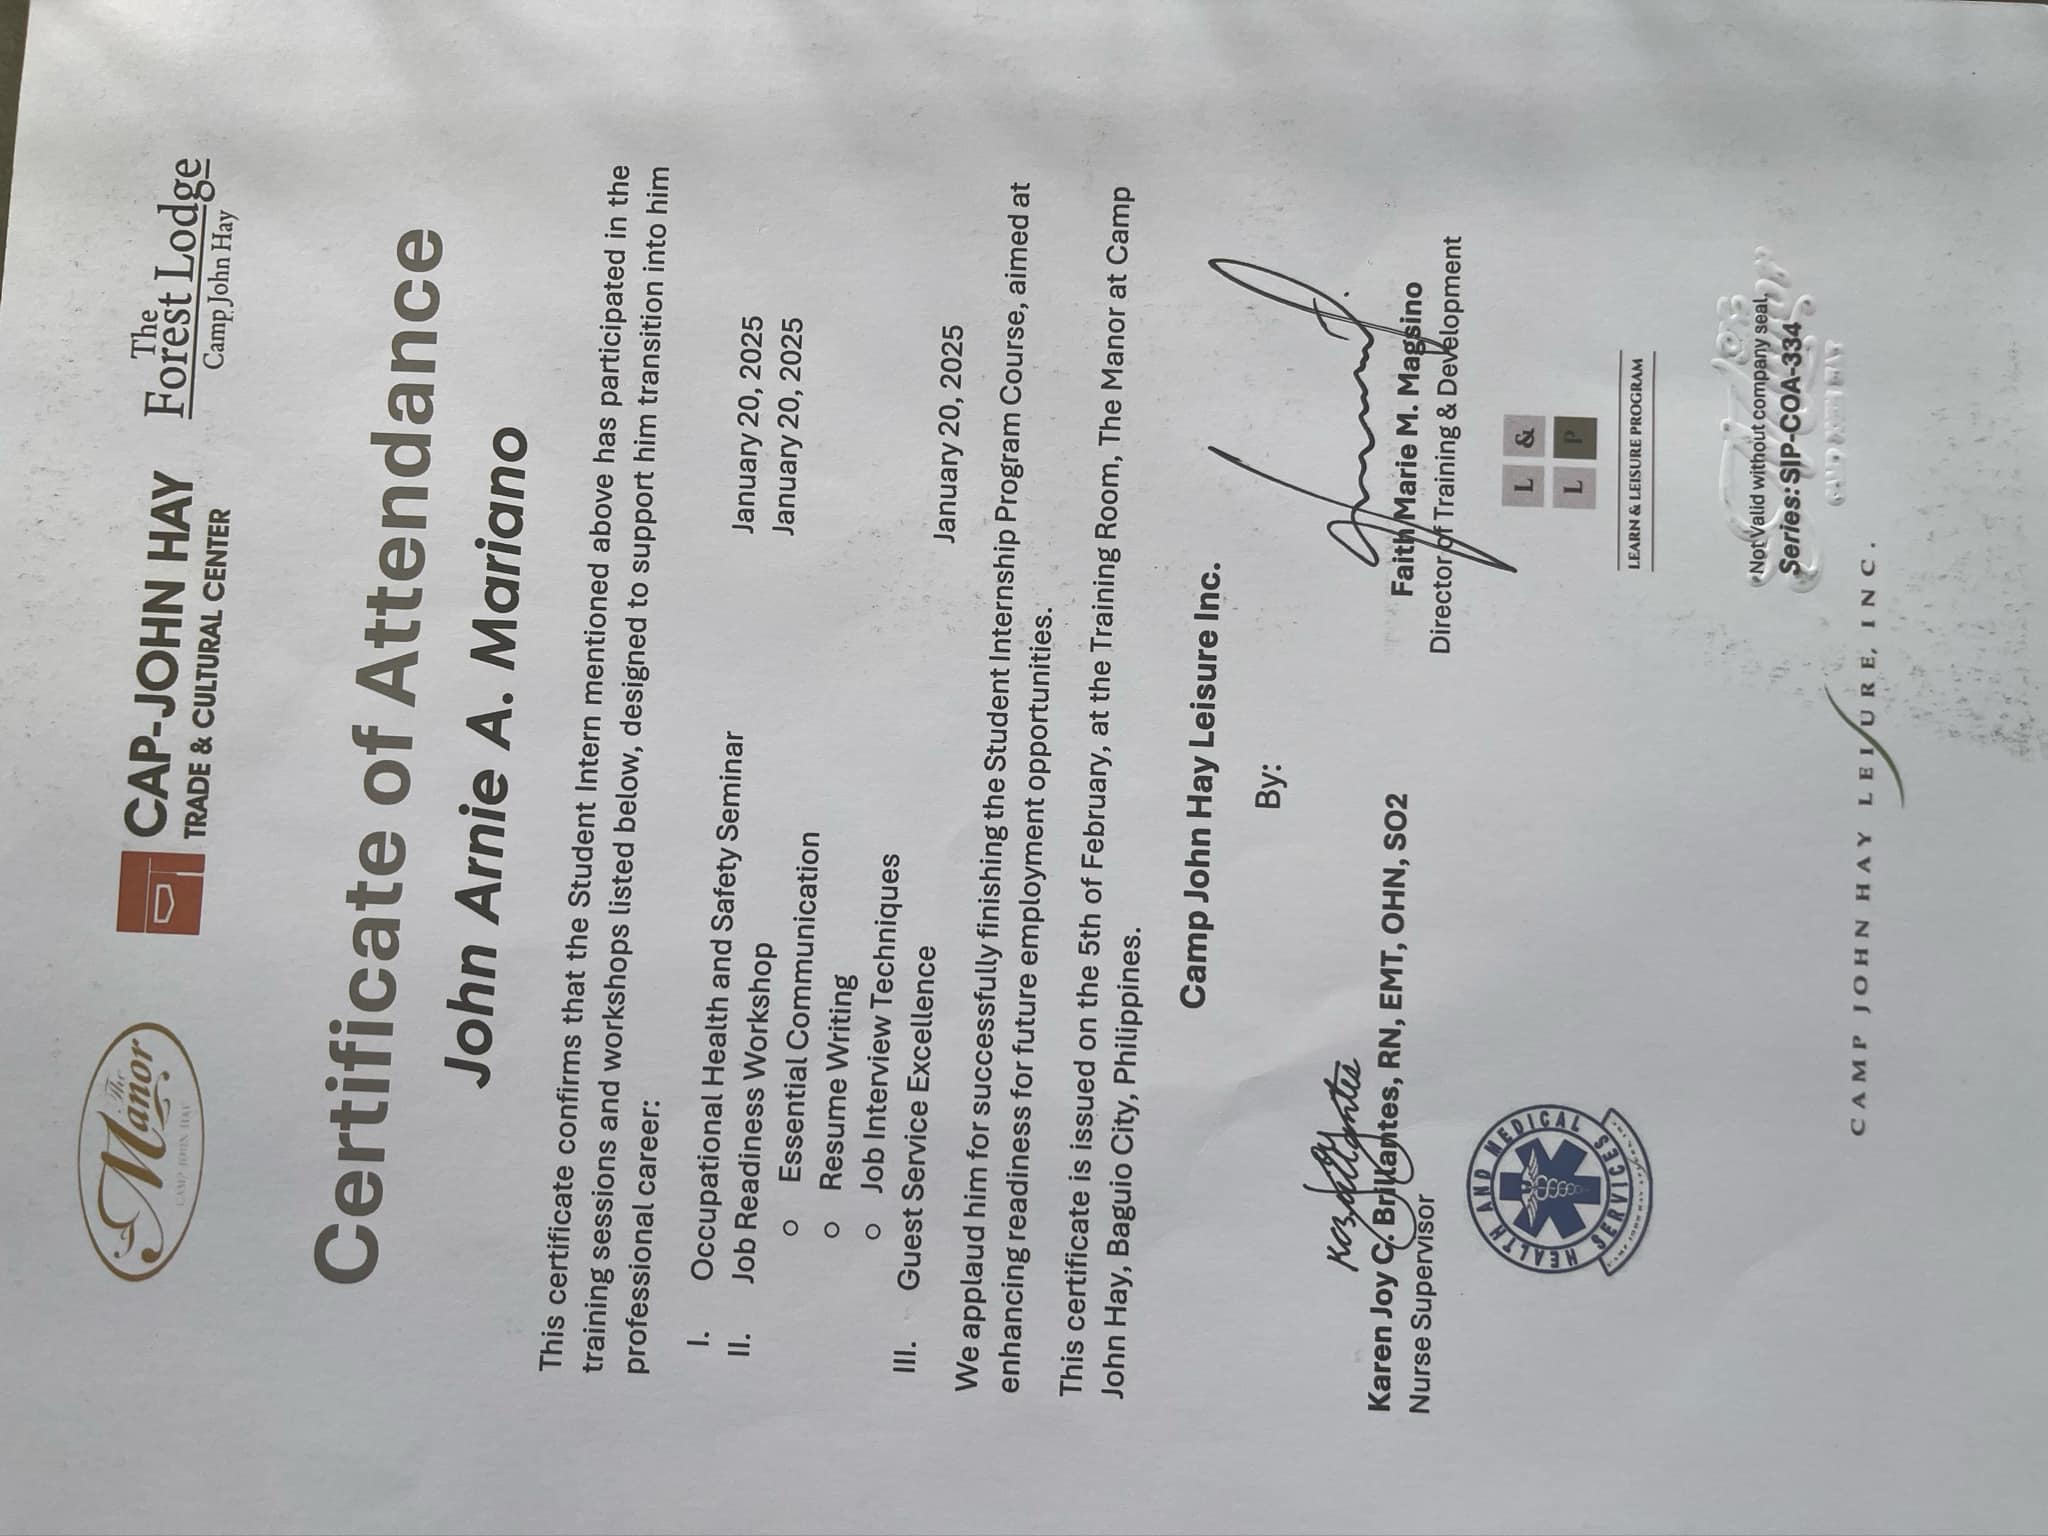 The Manor
CAMP JOHN HAY
CAP-JOHN HAY
TRADE & CULTURAL CENTER
The
Forest Lodge
Camp John Hay
Certificate of Attendance
John Arnie A. Mariano
This certificate confirms that the Student Intern mentioned above has participated in the
training sessions and workshops listed below, designed to support him transition into him
professional career:
I. Occupational Health and Safety Seminar January 20, 2025
II. Job Readiness Workshop January 20, 2025
○ Essential Communication
○ Resume Writing
○ Job Interview Techniques
III. Guest Service Excellence January 20, 2025
We applaud him for successfully finishing the Student Internship Program Course, aimed at
enhancing readiness for future employment opportunities.
This certificate is issued on the 5th of February, at the Training Room, The Manor at Camp
John Hay, Baguio City, Philippines.
Camp John Hay Leisure Inc.
By:
Karen Joy C. Brillantes, RN, EMT, OHN, SO2
Nurse Supervisor
Faith Marie M. Magsino
Director of Training & Development
HEALTH AND MEDICAL SERVICES
L &
L P
LEARN & LEISURE PROGRAM
*Not Valid without company seal.
Series:SIP-COA-334
CAMP JOHN HAY LEISURE, INC.